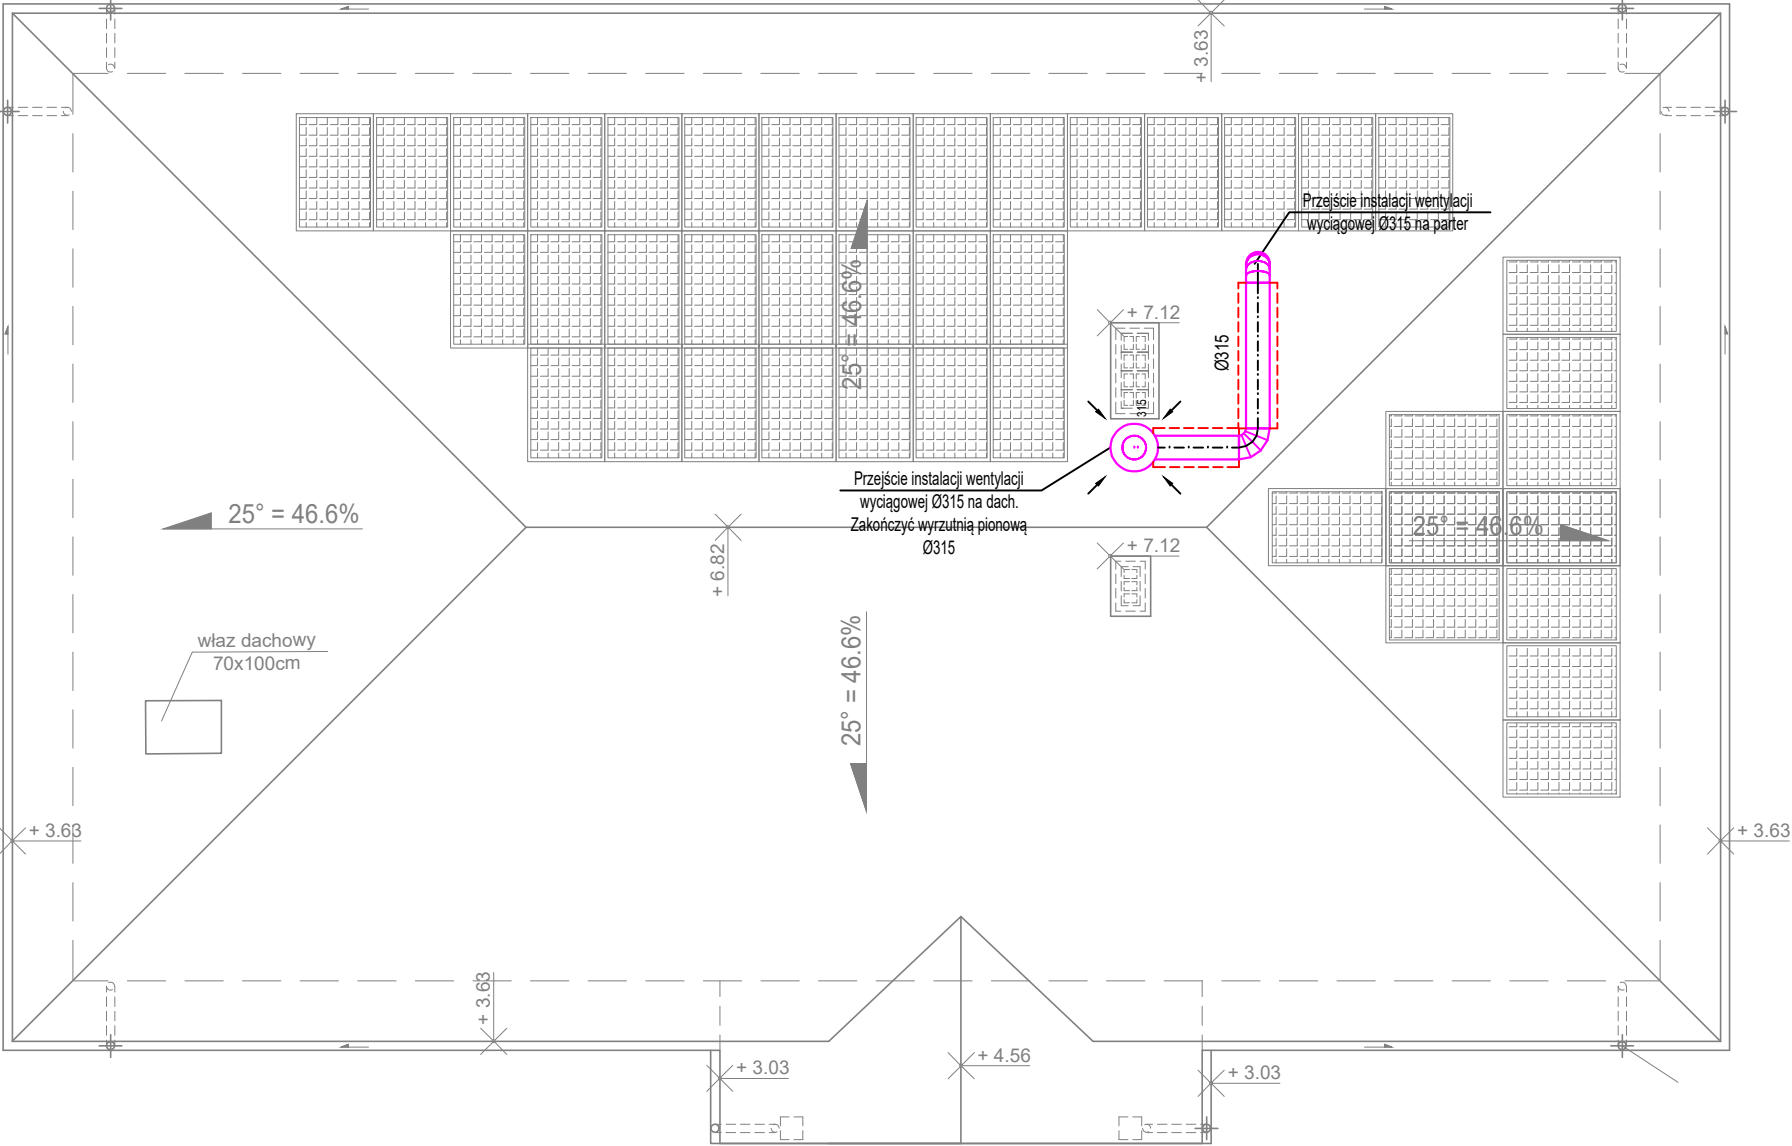 + 3.63
Przejście instalacji wentylacji
wyciągowej Ø315 na parter
25° = 46.6%
+ 7.12
Ø315
315
Przejście instalacji wentylacji
wyciągowej Ø315 na dach.
Zakończyć wyrzutnią pionową
Ø315
25° = 46.6%
25° = 46.6%
+ 6.82
+ 7.12
właz dachowy
70x100cm
25° = 46.6%
+ 3.63
+ 3.63
+ 3.63
+ 4.56
+ 3.03
+ 3.03